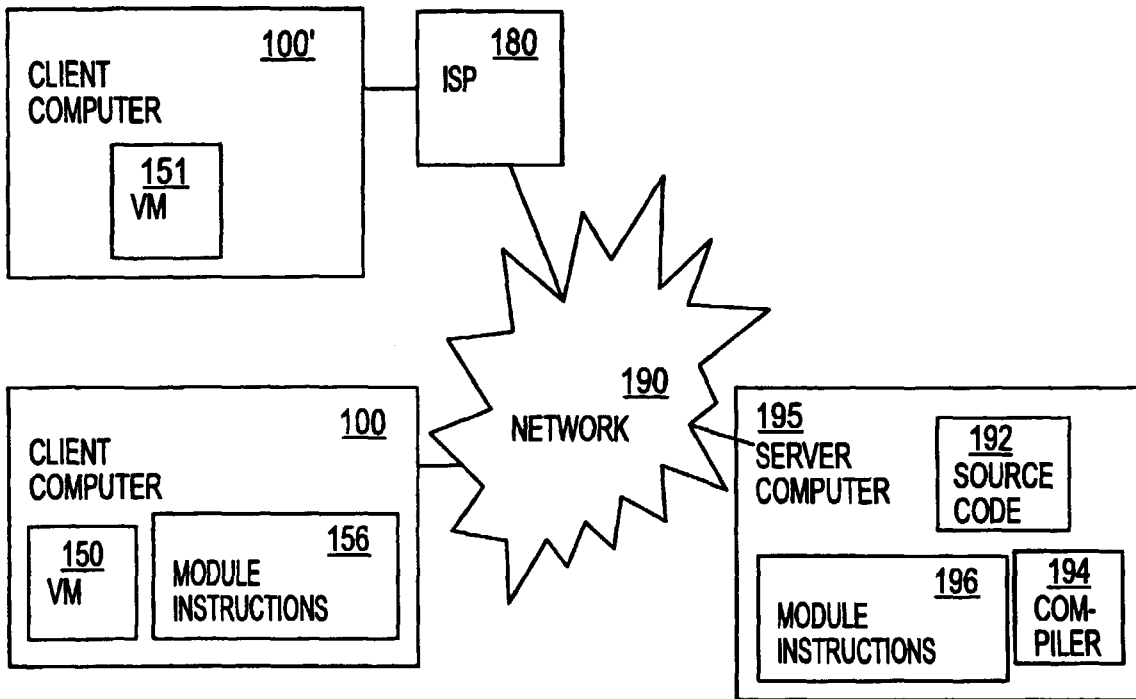 100'
CLIENT
COMPUTER
151
VM
180
ISP
190
NETWORK
100
CLIENT
COMPUTER
150
VM
156
MODULE
INSTRUCTIONS
195
SERVER
COMPUTER
192
SOURCE
CODE
196
MODULE
INSTRUCTIONS
194
COM-
PILER